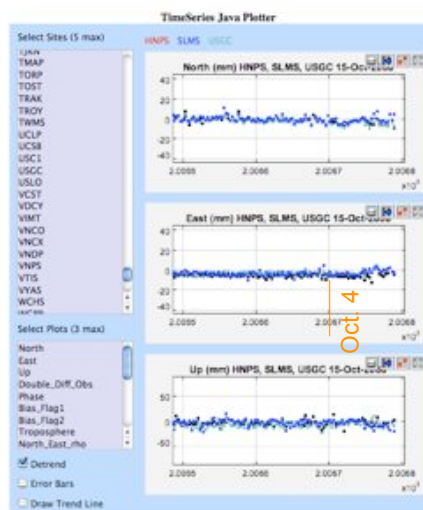 TimeSeries Java Plotter
Select Sites (5 max)
HNPS SLMS USGC
TJAN
TMAP
TORP
TOST
TRAK
TROY
TWMS
UCLP
UCSB
USC1
USGC
USLO
VCST
VDCY
VIMT
VNCO
VNCX
VNDP
VNPS
VTIS
VYAS
WCHS
North (mm) HNPS, SLMS, USGC 15-Oct-
40
20
0
-20
-40
2.0065 2.0066 2.0067 2.0068
x10³
East (mm) HNPS, SLMS, USGC 15-Oct-
40
20
0
-20
-40
2.0065 2.0066 2.0067 2.0068
x10³
Oct. 4
Up (mm) HNPS, SLMS, USGC 15-Oct-
50
0
-50
2.0065 2.0066 2.0067 2.0068
x10³
Select Plots (3 max)
North
East
Up
Double_Diff_Obs
Phase
Bias_Flag1
Bias_Flag2
Troposphere
North_East_rho
Detrend
Error Bars
Draw Trend Line